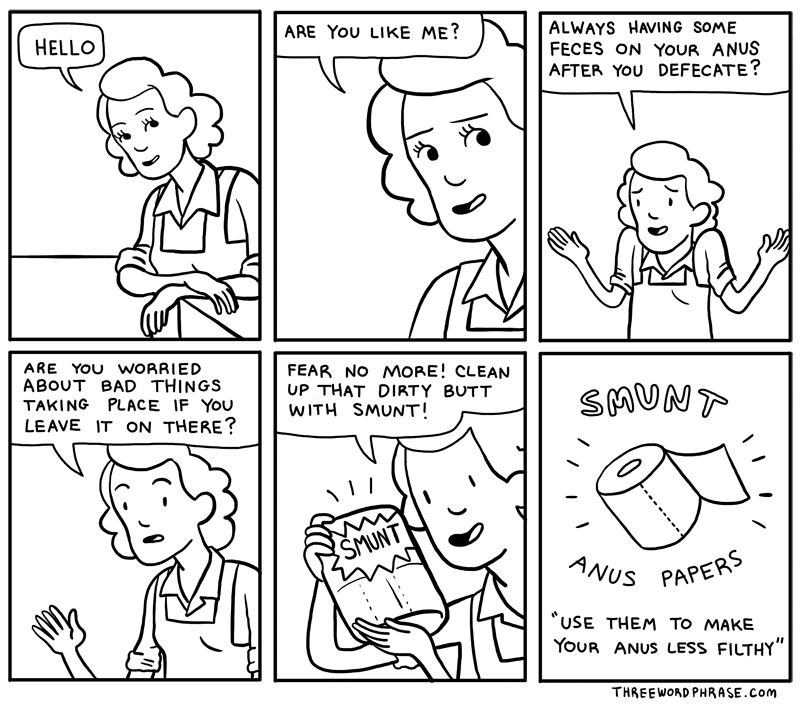 HELLO
ARE YOU LIKE ME?
ALWAYS HAVING SOME
FECES ON YOUR ANUS
AFTER YOU DEFECATE?
ARE YOU WORRIED
ABOUT BAD THINGS
TAKING PLACE IF YOU
LEAVE IT ON THERE?
FEAR NO MORE! CLEAN
UP THAT DIRTY BUTT
WITH SMUNT!
SMUNT
SMUNT
ANUS PAPERS
"USE THEM TO MAKE
YOUR ANUS LESS FILTHY"
THREEWORDPHRASE.COM